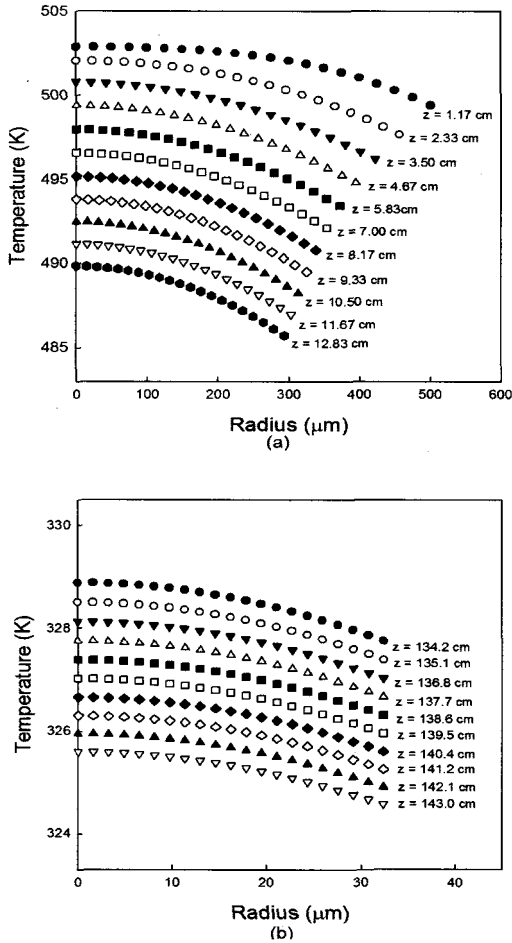 505
500
495
490
485
Temperature (K)
z = 1.17 cm
z = 2.33 cm
z = 3.50 cm
z = 4.67 cm
z = 5.83cm
z = 7.00 cm
z = 8.17 cm
z = 9.33 cm
z = 10.50 cm
z = 11.67 cm
z = 12.83 cm
0 100 200 300 400 500 600
Radius (μm)
(a)
330
328
326
324
Temperature (K)
z = 134.2 cm
z = 135.1 cm
z = 136.8 cm
z = 137.7 cm
z = 138.6 cm
z = 139.5 cm
z = 140.4 cm
z = 141.2 cm
z = 142.1 cm
z = 143.0 cm
0 10 20 30 40
Radius (μm)
(b)